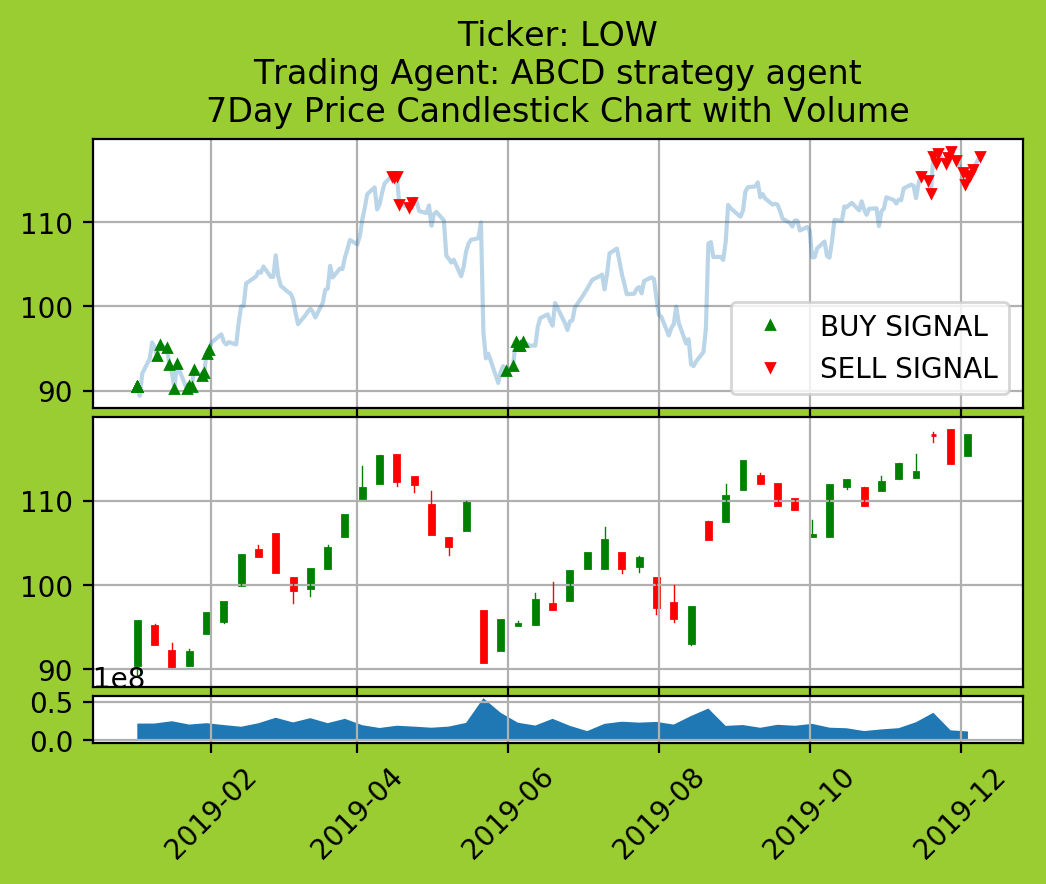 Ticker: LOW
Trading Agent: ABCD strategy agent
7Day Price Candlestick Chart with Volume
110
100
90
BUY SIGNAL
SELL SIGNAL
110
100
90
1e8
0.5
0.0
2019-02
2019-04
2019-06
2019-08
2019-10
2019-12